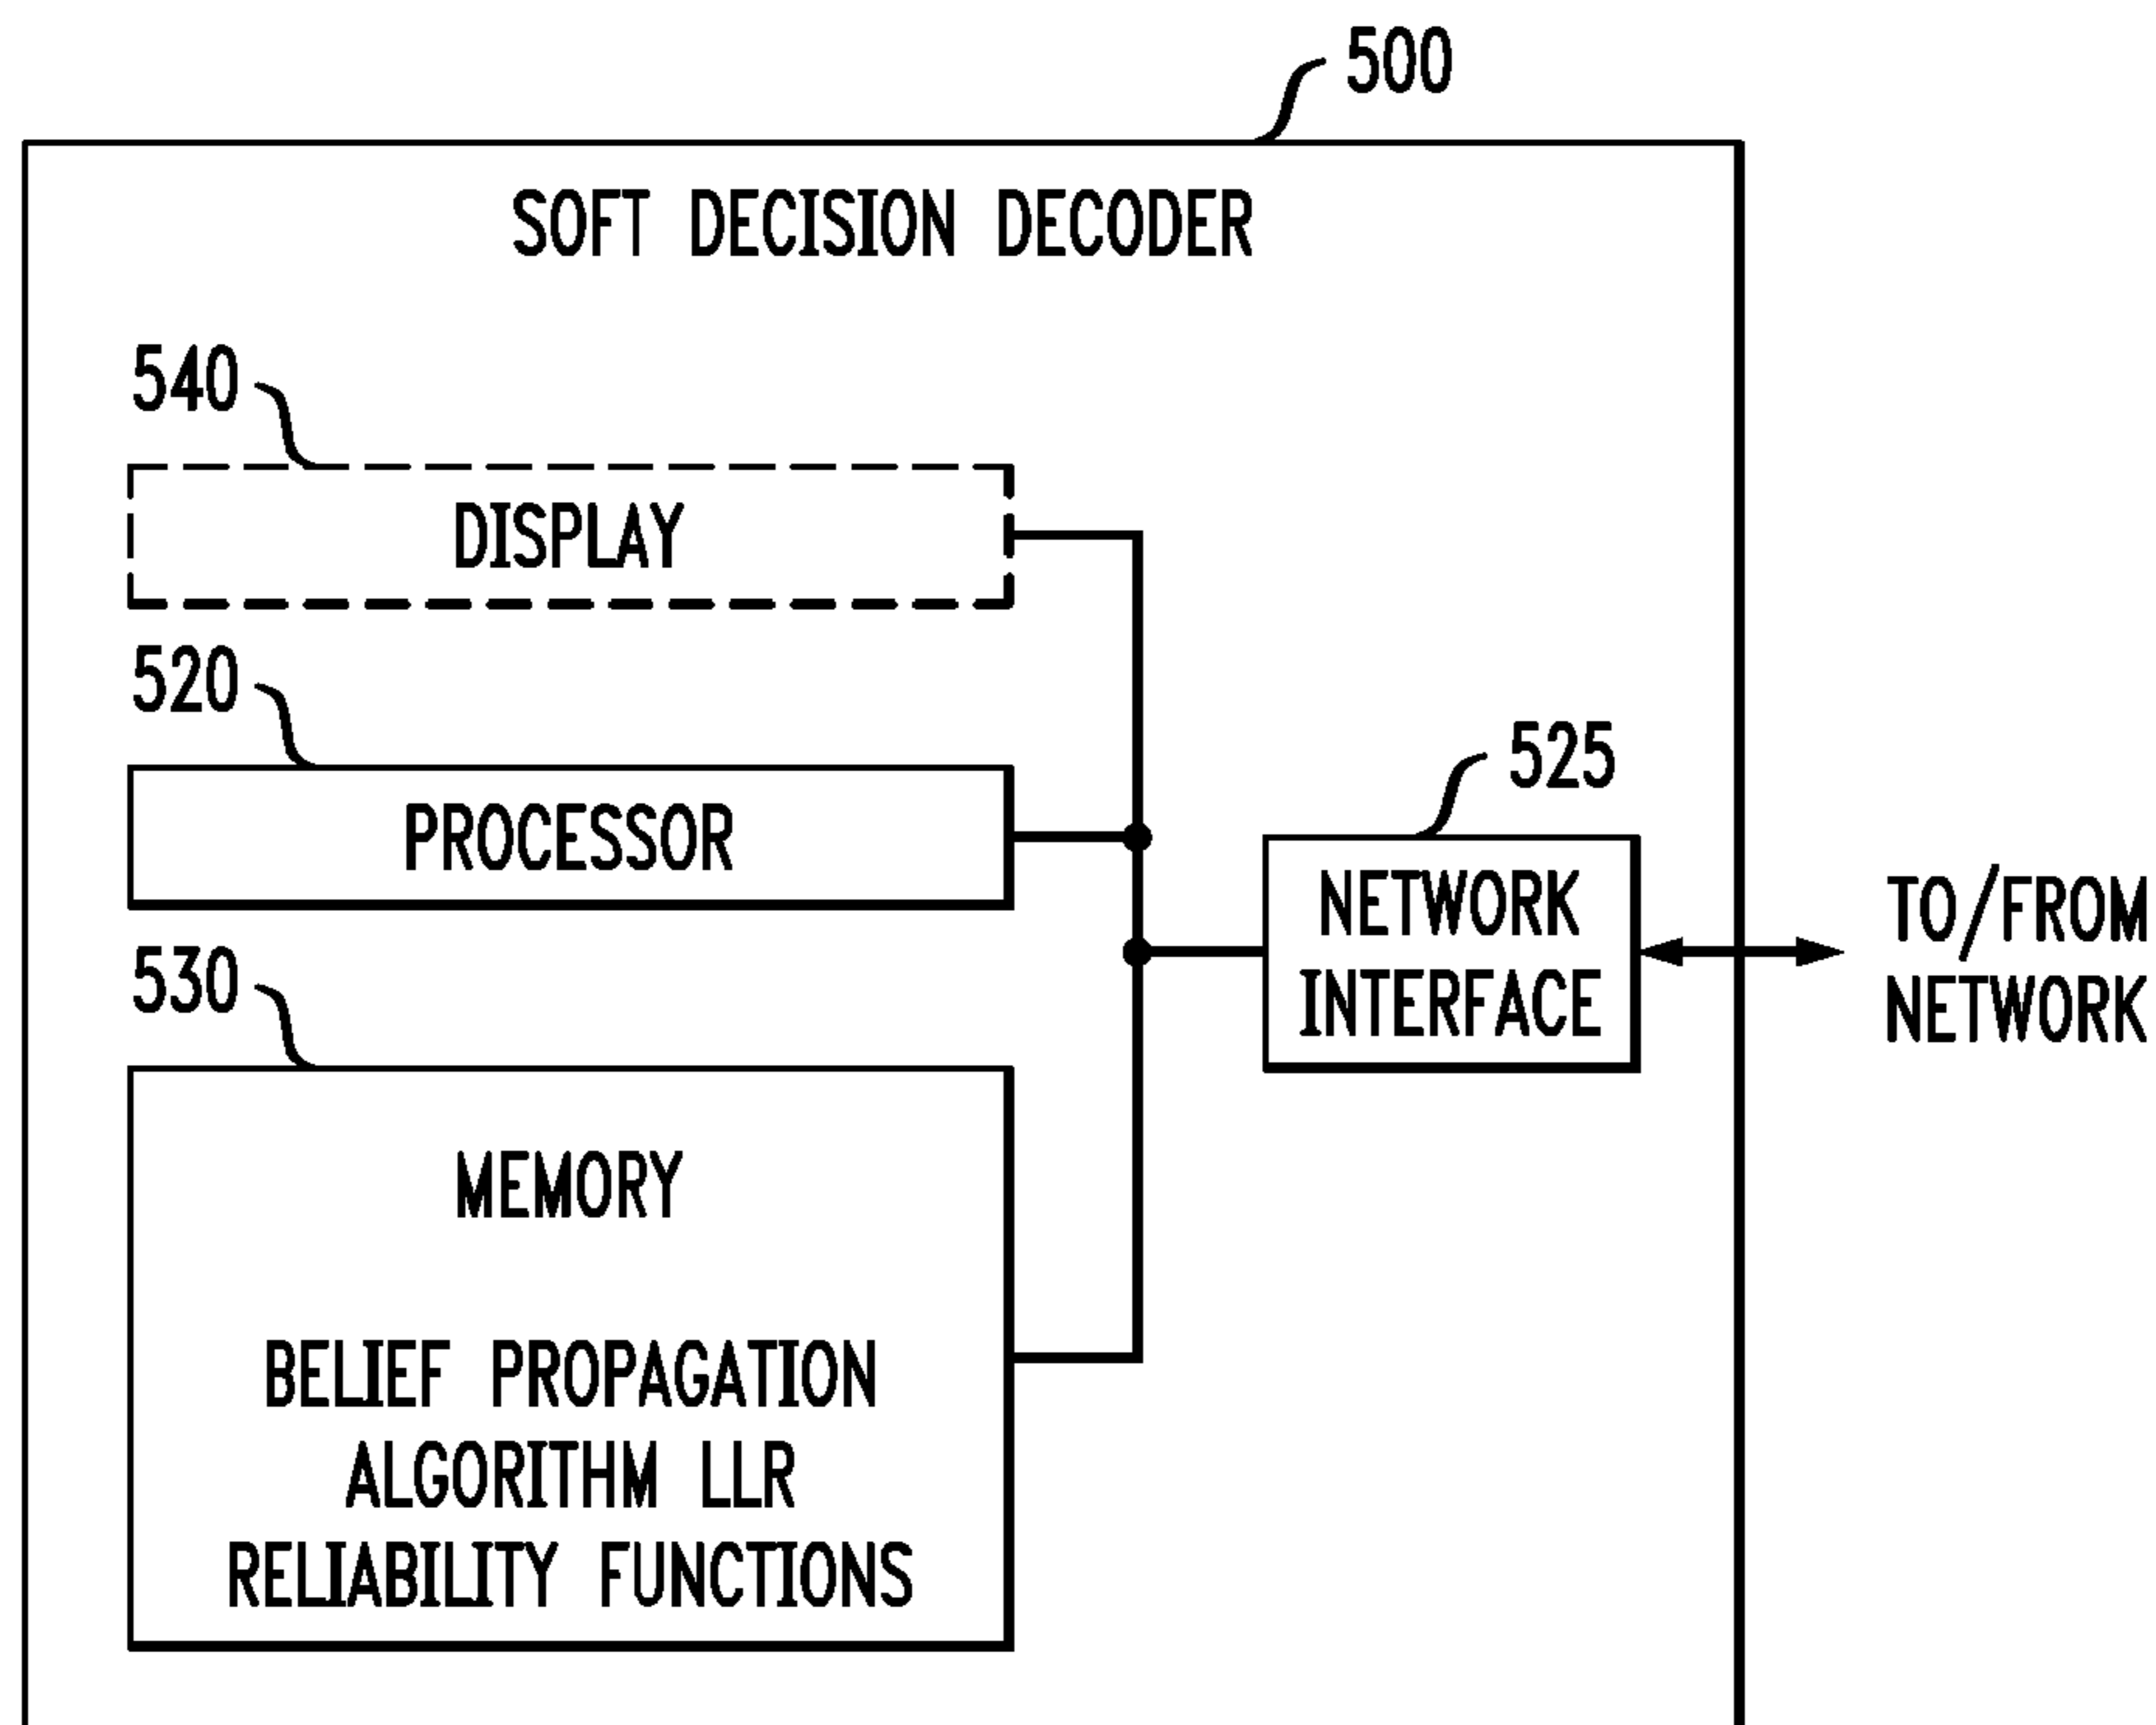 500
SOFT DECISION DECODER
540
DISPLAY
520
PROCESSOR
525
NETWORK
INTERFACE
TO/FROM
NETWORK
530
MEMORY
BELIEF PROPAGATION
ALGORITHM LLR
RELIABILITY FUNCTIONS